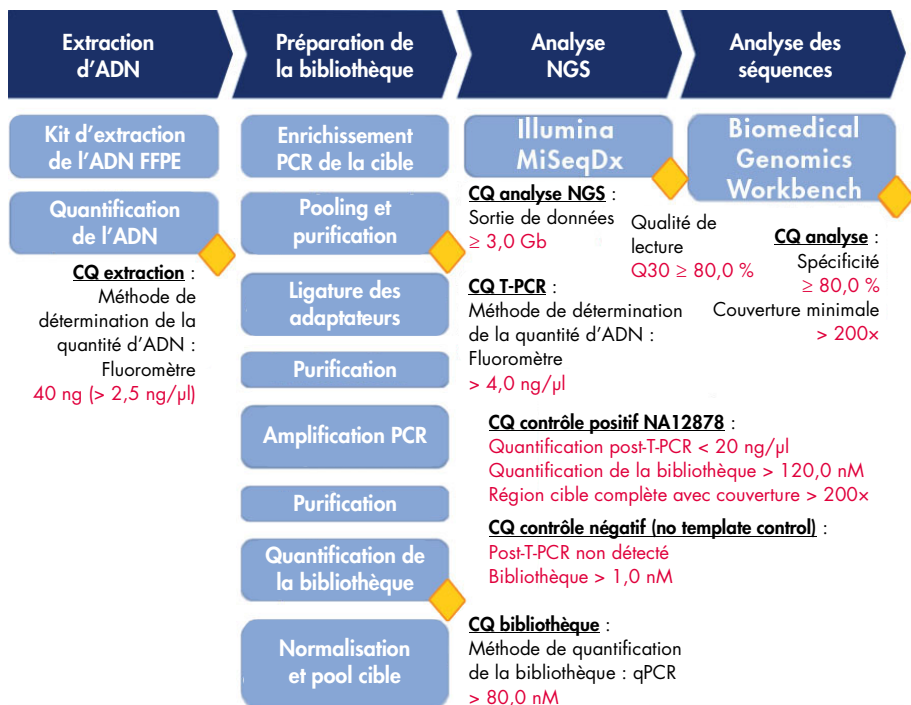 Extraction
d'ADN
Préparation de
la bibliothèque
Analyse
NGS
Analyse des
séquences
Kit d'extraction
de l'ADN FFPE
Quantification
de l'ADN
CQ extraction :
Méthode de
détermination de la
quantité d'ADN :
Fluoromètre
40 ng (> 2,5 ng/µl)
Enrichissement
PCR de la cible
Pooling et
purification
Ligature des
adaptateurs
Purification
Amplification PCR
Purification
Quantification de
la bibliothèque
Normalisation
et pool cible
Illumina
MiSeqDx
CQ analyse NGS :
Sortie de données
≥ 3,0 Gb
Qualité de
lecture
Q30 ≥ 80,0 %
CQ T-PCR :
Méthode de détermination
de la quantité d'ADN :
Fluoromètre
> 4,0 ng/µl
Biomedical
Genomics
Workbench
CQ analyse :
Spécificité
≥ 80,0 %
Couverture minimale
> 200×
CQ contrôle positif NA12878 :
Quantification post-T-PCR < 20 ng/µl
Quantification de la bibliothèque > 120,0 nM
Région cible complète avec couverture > 200×
CQ contrôle négatif (no template control) :
Post-T-PCR non détecté
Bibliothèque > 1,0 nM
CQ bibliothèque :
Méthode de quantification
de la bibliothèque : qPCR
> 80,0 nM